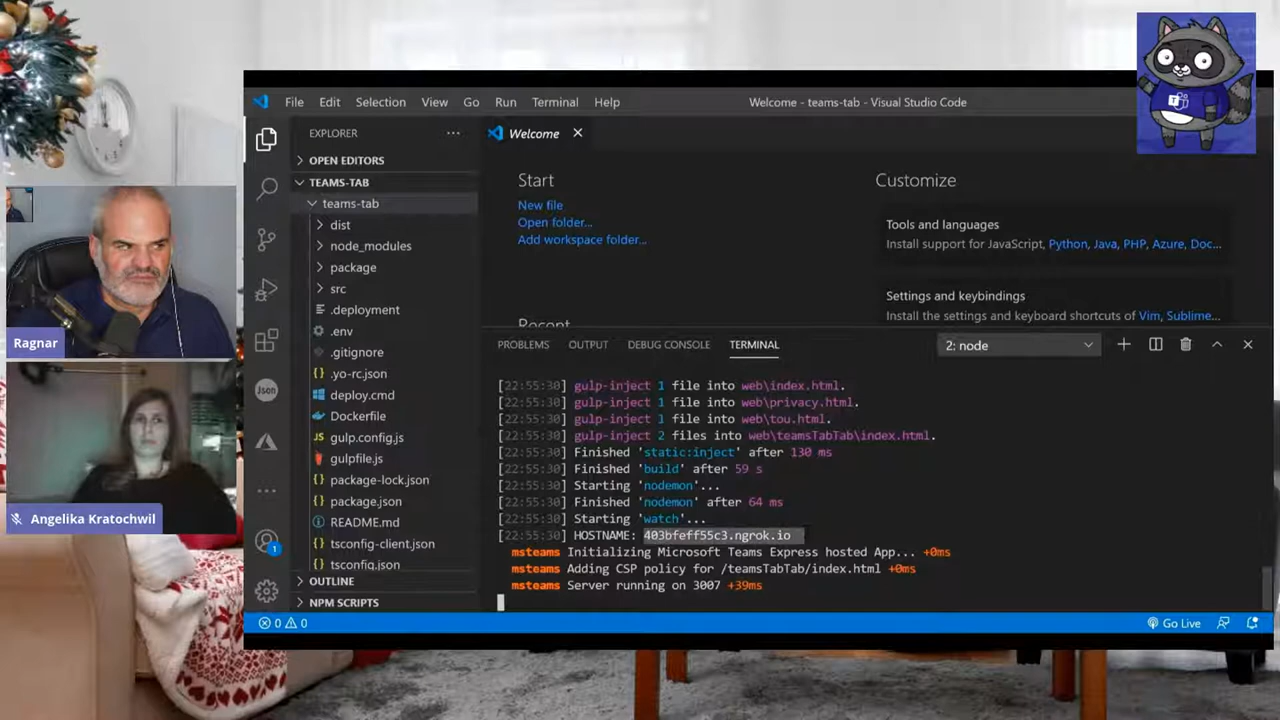 File Edit Selection View Go Run Terminal Help
Welcome - teams-tab - Visual Studio Code
EXPLORER
Welcome
OPEN EDITORS
TEAMS-TAB
teams-tab
dist
node_modules
package
src
.deployment
.env
.gitignore
.yo-rc.json
deploy.cmd
Dockerfile
gulp.config.js
gulpfile.js
package-lock.json
package.json
README.md
tsconfig-client.json
tsconfig.json
OUTLINE
NPM SCRIPTS
Start
New file
Open folder...
Add workspace folder...
Recent
Customize
Tools and languages
Install support for JavaScript, Python, Java, PHP, Azure, Doc...
Settings and keybindings
Install the settings and keyboard shortcuts of Vim, Sublime...
PROBLEMS OUTPUT DEBUG CONSOLE TERMINAL
2: node
[22:55:30] gulp-inject 1 file into web\index.html.
[22:55:30] gulp-inject 1 file into web\privacy.html.
[22:55:30] gulp-inject 1 file into web\tou.html.
[22:55:30] gulp-inject 2 files into web\teamsTabTab\index.html.
[22:55:30] Finished 'static:inject' after 130 ms
[22:55:30] Finished 'build' after 59 s
[22:55:30] Starting 'nodemon'...
[22:55:30] Finished 'nodemon' after 64 ms
[22:55:30] Starting 'watch'...
[22:55:30] HOSTNAME: 403bfeff55c3.ngrok.io
msteams Initializing Microsoft Teams Express hosted App... +0ms
msteams Adding CSP policy for /teamsTabTab/index.html +0ms
msteams Server running on 3007 +39ms
0 0
Go Live
Json
1
Ragnar
Angelika Kratochwil
T